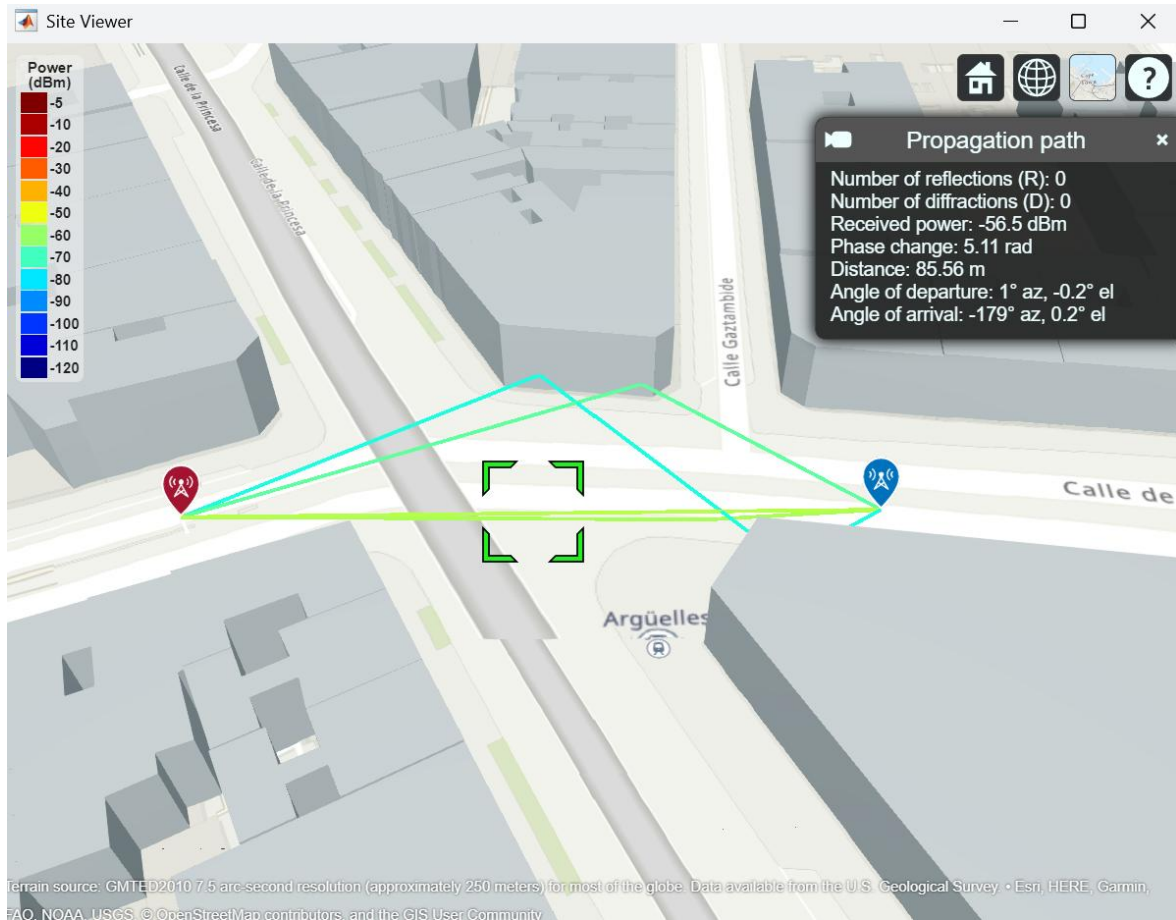 Site Viewer
Power
(dBm)
-5
-10
-20
-30
-40
-50
-60
-70
-80
-90
-100
-110
-120
Calle de la Princesa
Calle de la Princesa
?
Propagation path
×
Number of reflections (R): 0
Number of diffractions (D): 0
Received power: -56.5 dBm
Phase change: 5.11 rad
Distance: 85.56 m
Angle of departure: 1° az, -0.2° el
Angle of arrival: -179° az, 0.2° el
Calle Gaztambide
Calle de
Argüelles
Terrain source: GMTED2010 7.5 arc-second resolution (approximately 250 meters) for most of the globe. Data available from the U.S. Geological Survey. • Esri, HERE, Garmin,
FAO, NOAA, USGS, © OpenStreetMap contributors, and the GIS User Community